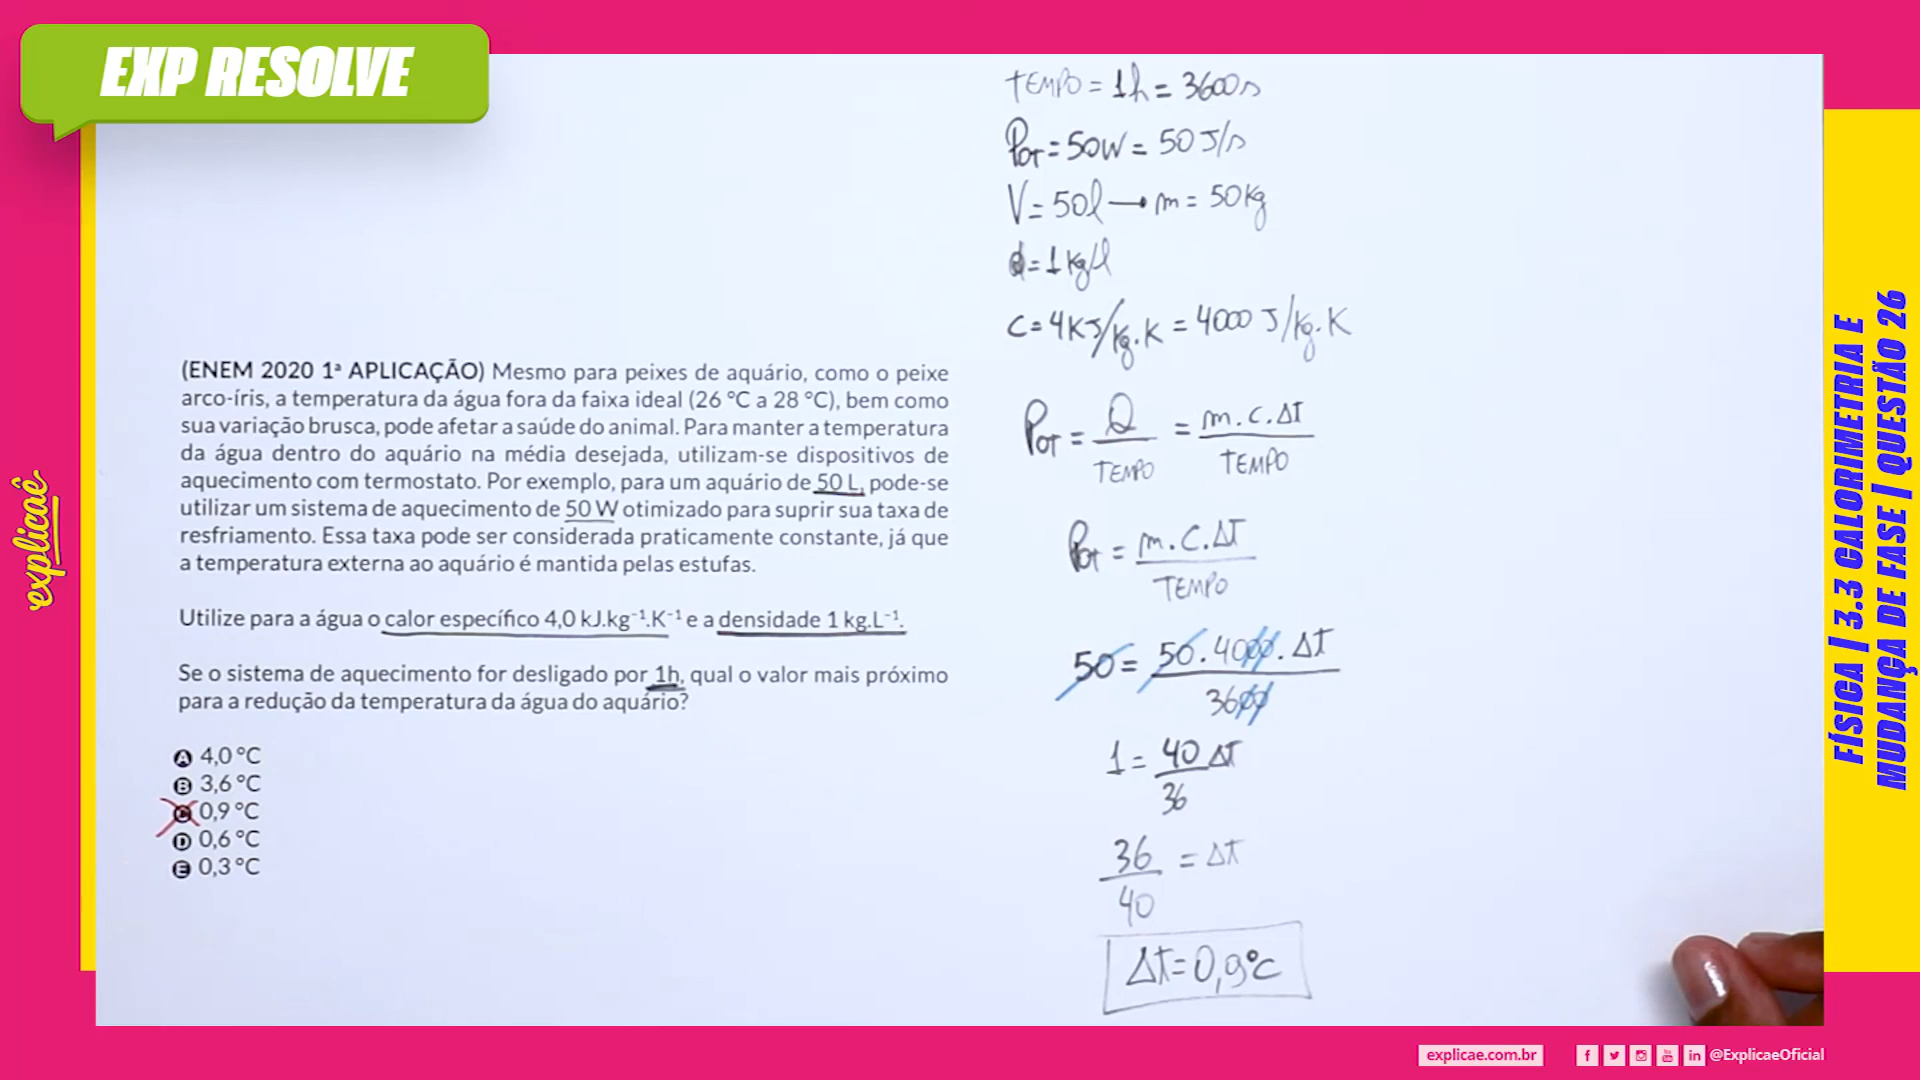 EXP RESOLVE
(ENEM 2020 1ª APLICAÇÃO) Mesmo para peixes de aquário, como o peixe
arco-íris, a temperatura da água fora da faixa ideal (26 °C a 28 °C), bem como
sua variação brusca, pode afetar a saúde do animal. Para manter a temperatura
da água dentro do aquário na média desejada, utilizam-se dispositivos de
aquecimento com termostato. Por exemplo, para um aquário de 50 L, pode-se
utilizar um sistema de aquecimento de 50 W otimizado para suprir sua taxa de
resfriamento. Essa taxa pode ser considerada praticamente constante, já que
a temperatura externa ao aquário é mantida pelas estufas.
Utilize para a água o calor específico 4,0 kJ.kg⁻¹.K⁻¹ e a densidade 1 kg.L⁻¹.
Se o sistema de aquecimento for desligado por 1h, qual o valor mais próximo
para a redução da temperatura da água do aquário?
A 4,0 °C
B 3,6 °C
C 0,9 °C
D 0,6 °C
E 0,3 °C
TEMPO = 1h = 3600s
POT = 50W = 50 J/s
V = 50l → m = 50kg
d = 1 kg/l
C = 4KJ/kg.K = 4000 J/kg.K
POT = Q = m.c.Δt
TEMPO TEMPO
POT = m.c.ΔT
TEMPO
50 = 50.4000.ΔT
3600
1 = 40 ΔT
36
36 = Δt
40
Δt = 0,9°C
explicaê
FÍSICA | 3.3 CALORIMETRIA E
MUDANÇA DE FASE | QUESTÃO 26
explicae.com.br
@ExplicaeOficial